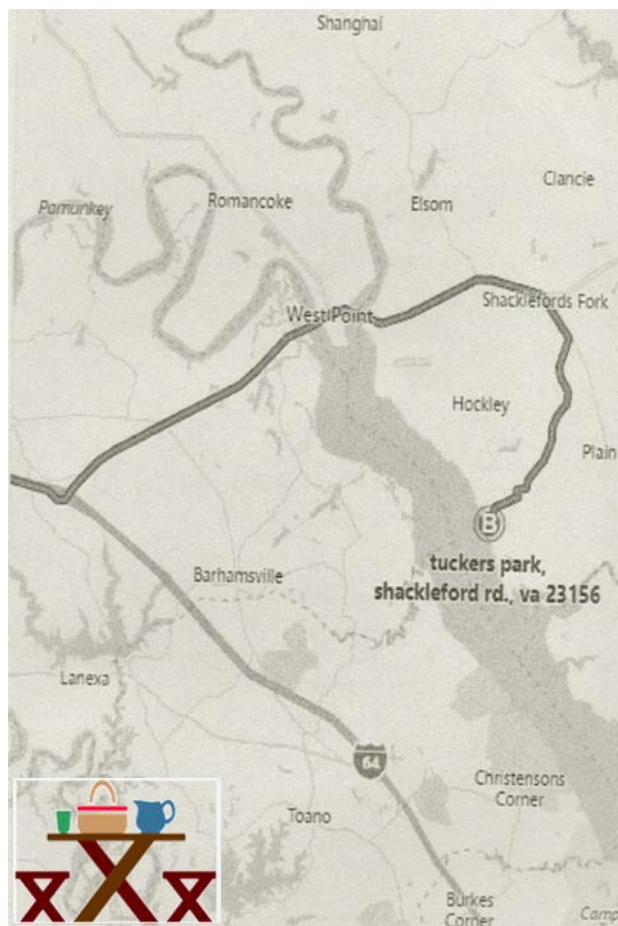 Shanghai
Clancie
Pamunkey
Romancoke
Elsom
Shacklefords Fork
West Point
Hockley
Plain
B
tuckers park,
shackleford rd., va 23156
Barhamsville
Lanexa
64
Christensons
Corner
Toano
Burkes
Corner
Camp